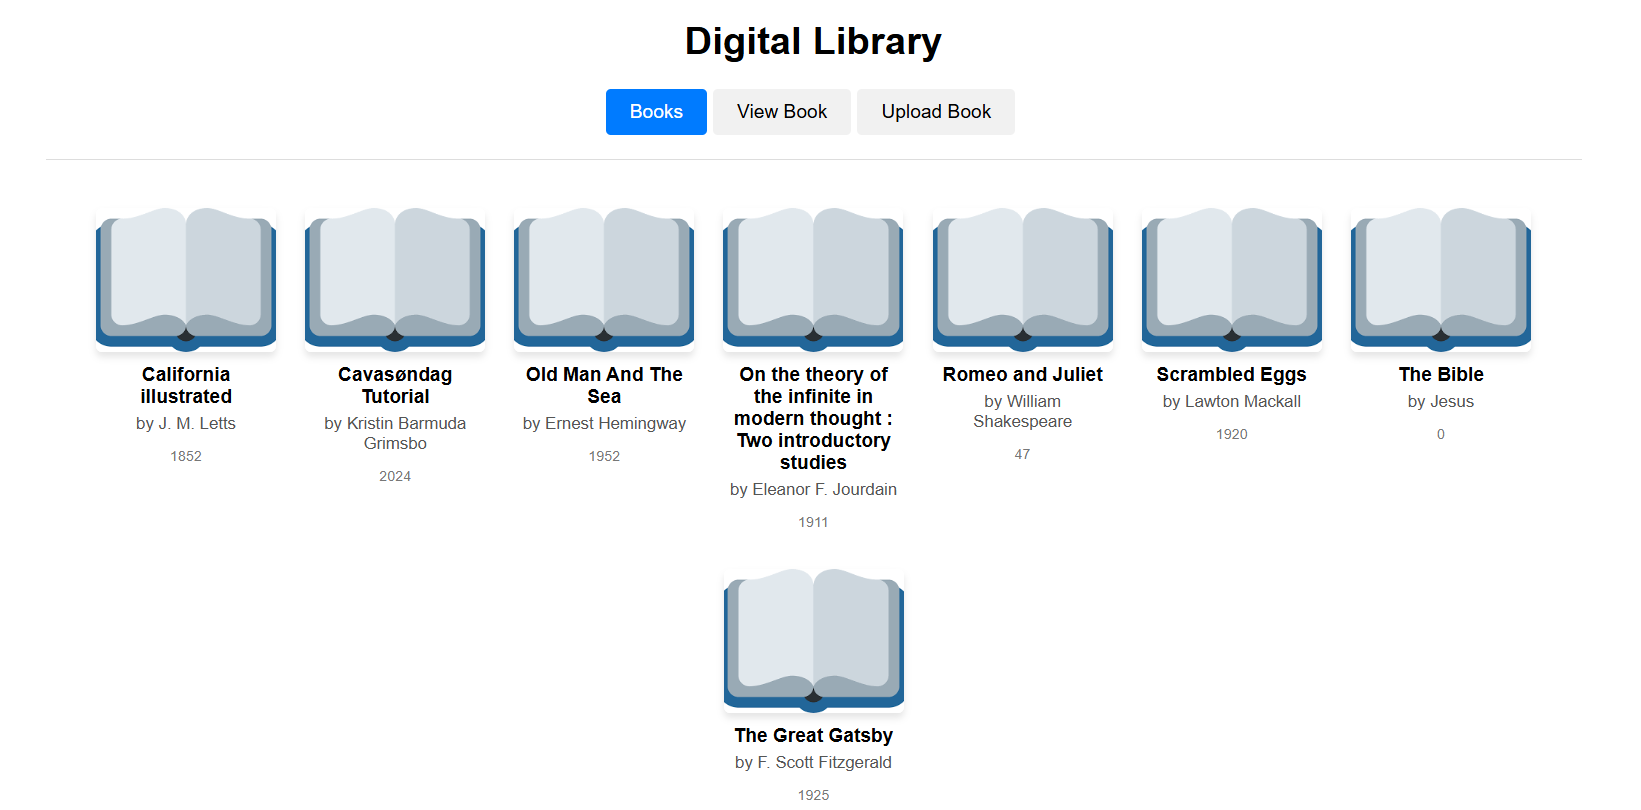 Digital Library
Books
View Book
Upload Book
California
illustrated
by J. M. Letts
1852
Cavasøndag
Tutorial
by Kristin Barmuda
Grimsbo
2024
Old Man And The
Sea
by Ernest Hemingway
1952
On the theory of
the infinite in
modern thought :
Two introductory
studies
by Eleanor F. Jourdain
1911
Romeo and Juliet
by William
Shakespeare
47
Scrambled Eggs
by Lawton Mackall
1920
The Bible
by Jesus
0
The Great Gatsby
by F. Scott Fitzgerald
1925